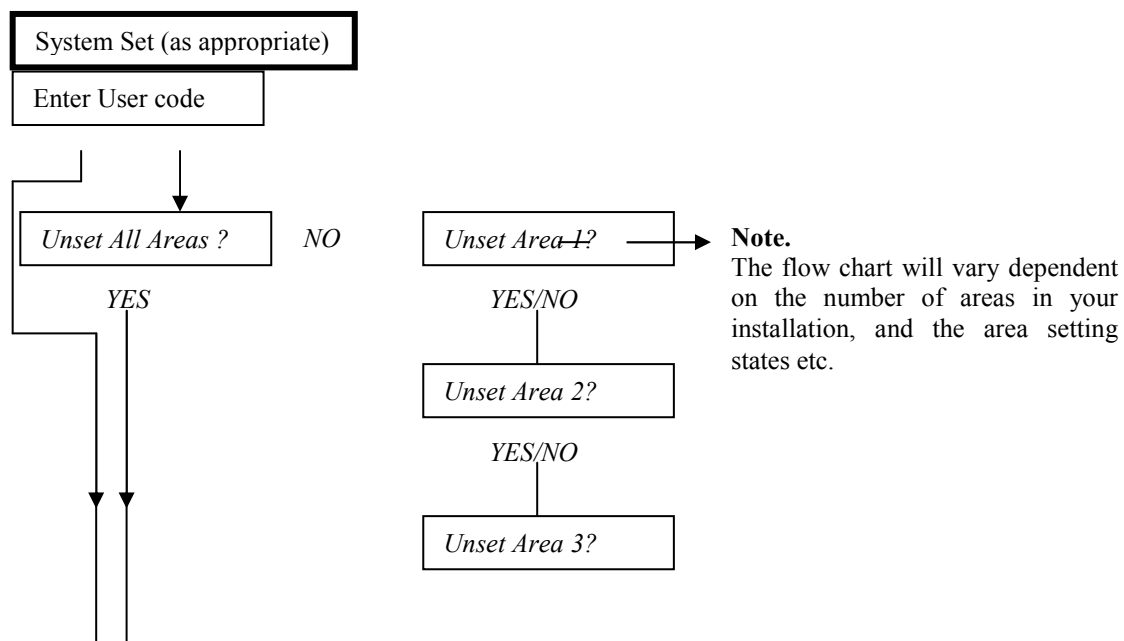 System Set (as appropriate)
Enter User code
Unset All Areas ?
NO
Unset Area 1?
Note.
The flow chart will vary dependent
on the number of areas in your
installation, and the area setting
states etc.
YES
YES/NO
Unset Area 2?
YES/NO
Unset Area 3?